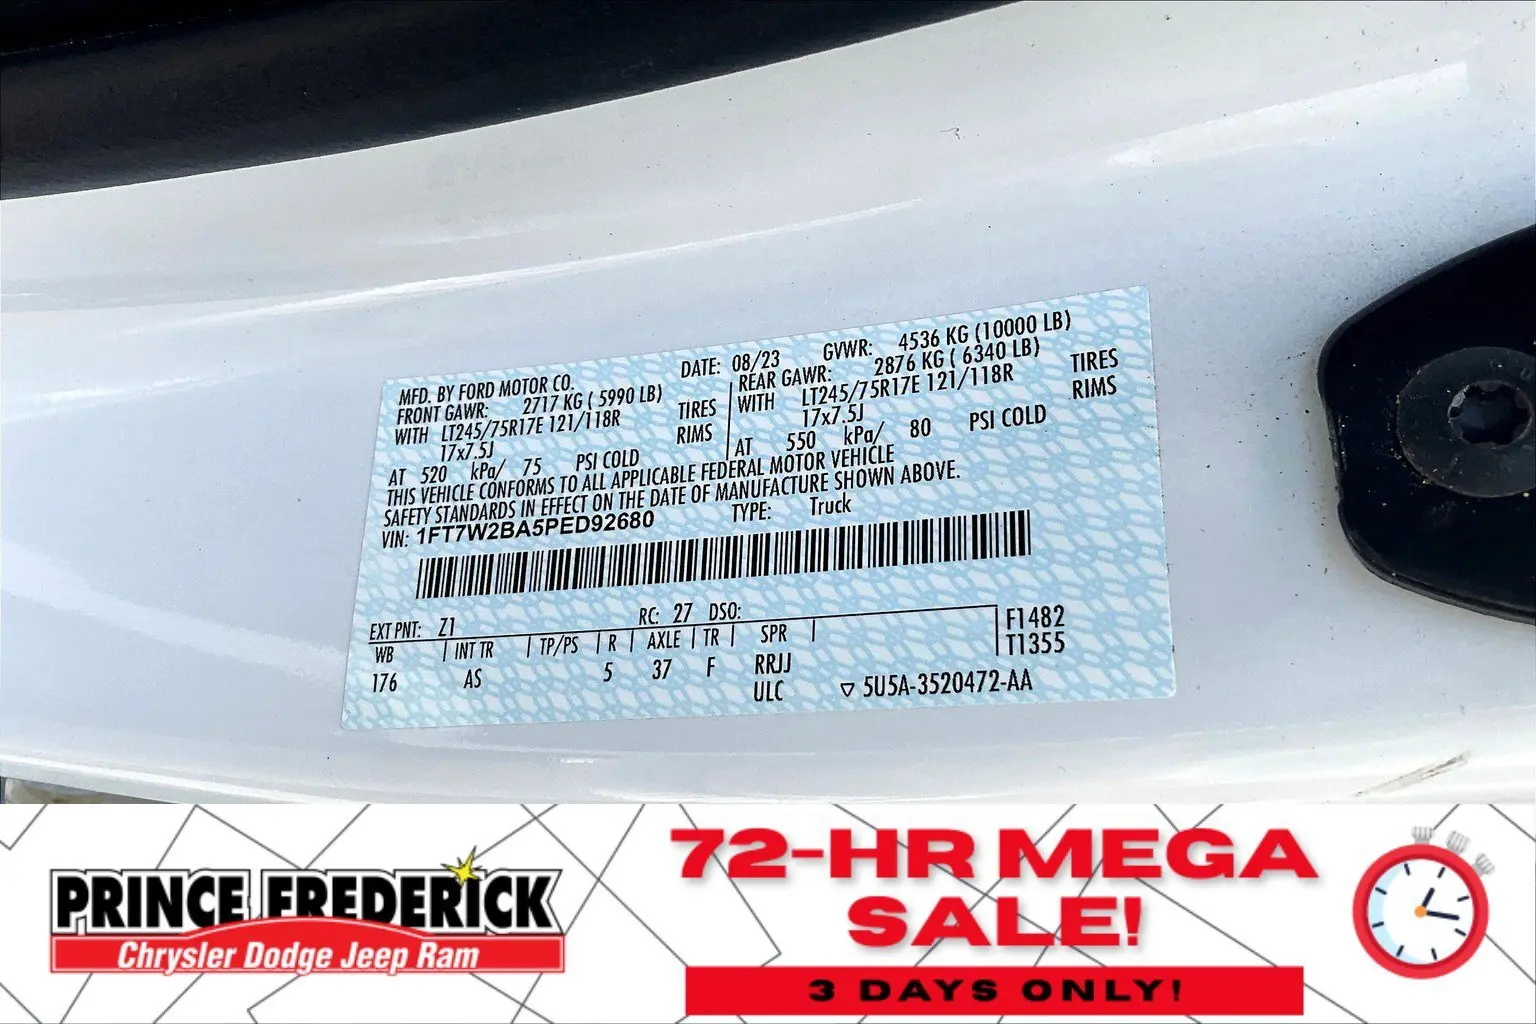 MFD. BY FORD MOTOR CO. DATE: 08/23 GVWR: 4536 KG (10000 LB)
FRONT GAWR: 2717 KG ( 5990 LB) REAR GAWR: 2876 KG ( 6340 LB)
WITH LT245/75R17E 121/118R TIRES WITH LT245/75R17E 121/118R TIRES
17x7.5J RIMS 17x7.5J RIMS
AT 520 kPa/ 75 PSI COLD AT 550 kPa/ 80 PSI COLD
THIS VEHICLE CONFORMS TO ALL APPLICABLE FEDERAL MOTOR VEHICLE
SAFETY STANDARDS IN EFFECT ON THE DATE OF MANUFACTURE SHOWN ABOVE.
VIN: 1FT7W2BA5PED92680 TYPE: Truck
EXT PNT: Z1 RC: 27 DSO:
WB | INT TR | TP/PS | R | AXLE | TR | SPR | F1482
176 AS 5 37 F RRJJ T1355
ULC ▽ 5U5A-3520472-AA
PRINCE FREDERICK
Chrysler Dodge Jeep Ram
72-HR MEGA
SALE!
3 DAYS ONLY!